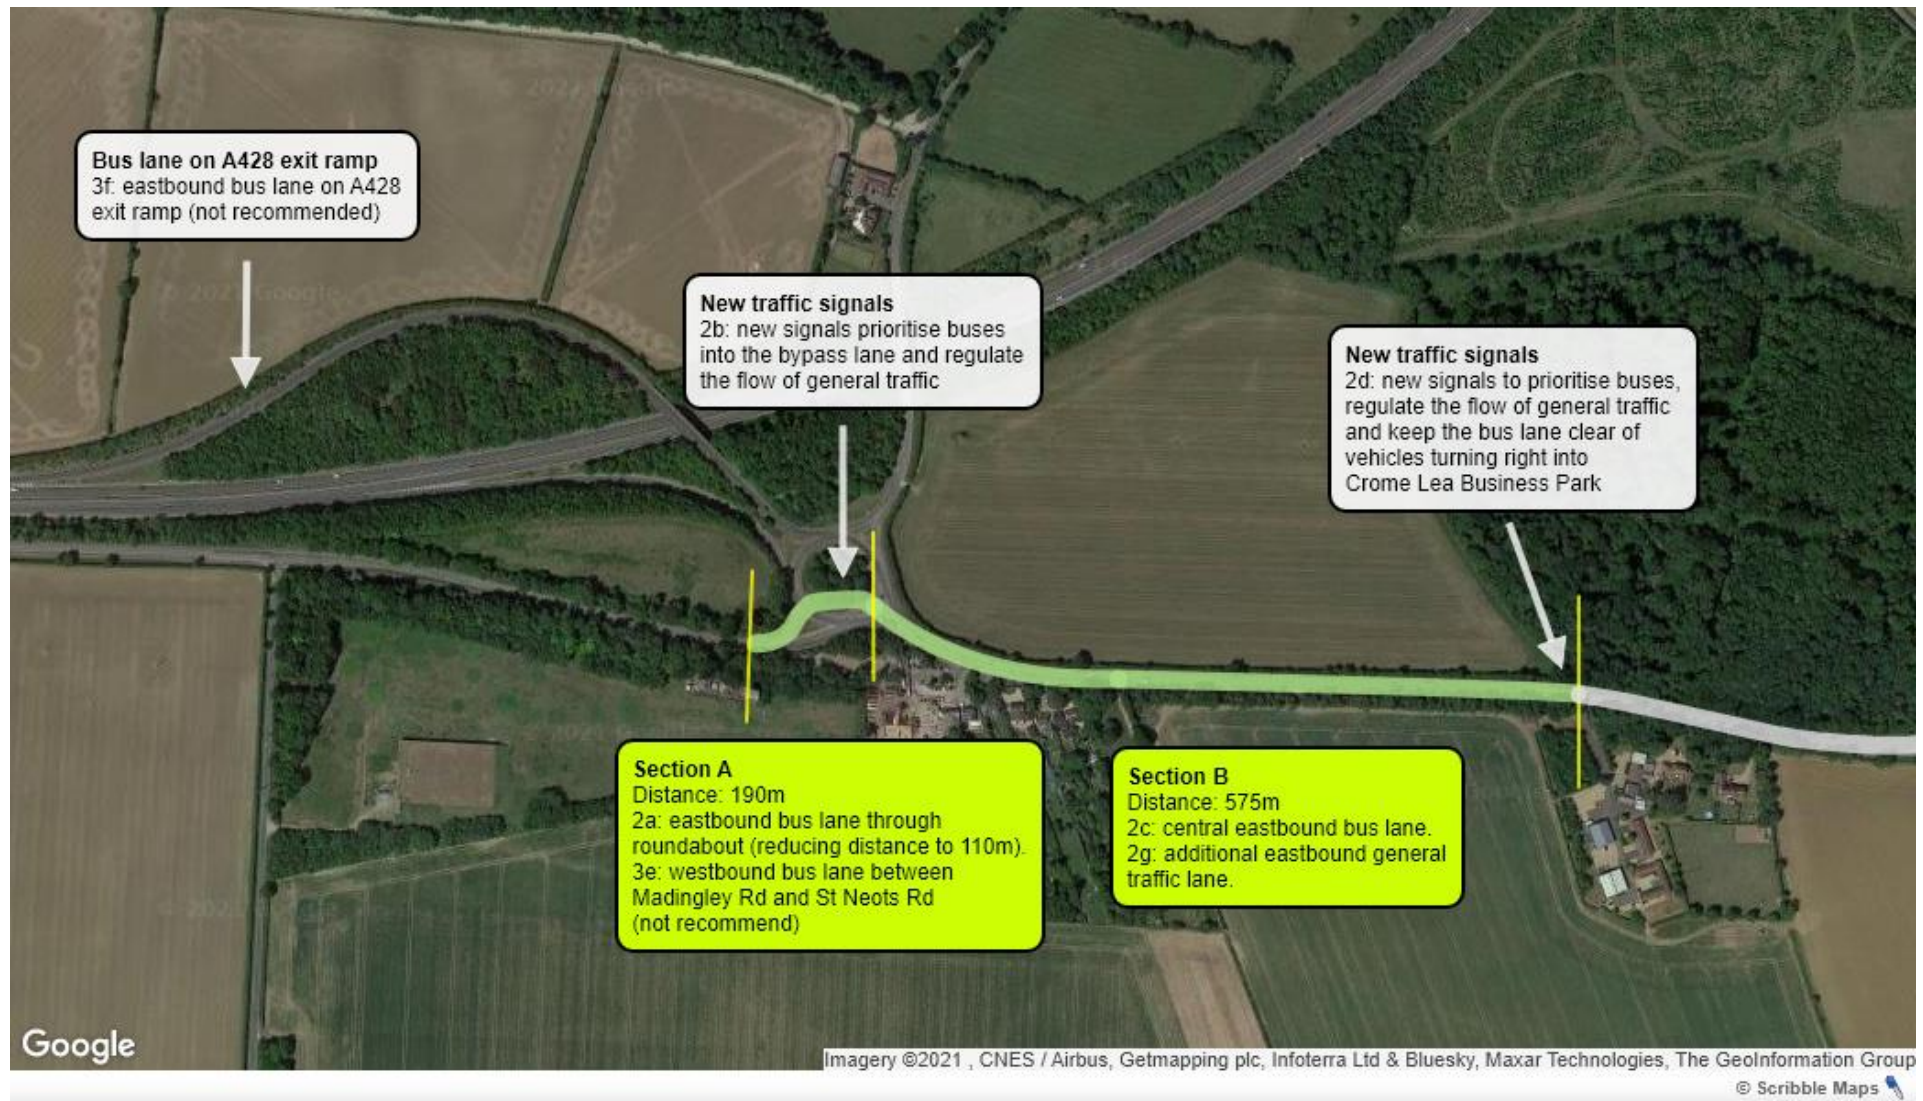 Bus lane on A428 exit ramp
3f: eastbound bus lane on A428
exit ramp (not recommended)
New traffic signals
2b: new signals prioritise buses
into the bypass lane and regulate
the flow of general traffic
New traffic signals
2d: new signals to prioritise buses,
regulate the flow of general traffic
and keep the bus lane clear of
vehicles turning right into
Crome Lea Business Park
Section A
Distance: 190m
2a: eastbound bus lane through
roundabout (reducing distance to 110m).
3e: westbound bus lane between
Madingley Rd and St Neots Rd
(not recommend)
Section B
Distance: 575m
2c: central eastbound bus lane.
2g: additional eastbound general
traffic lane.
Google
Imagery ©2021 , CNES / Airbus, Getmapping plc, Infoterra Ltd & Bluesky, Maxar Technologies, The GeoInformation Group
© Scribble Maps